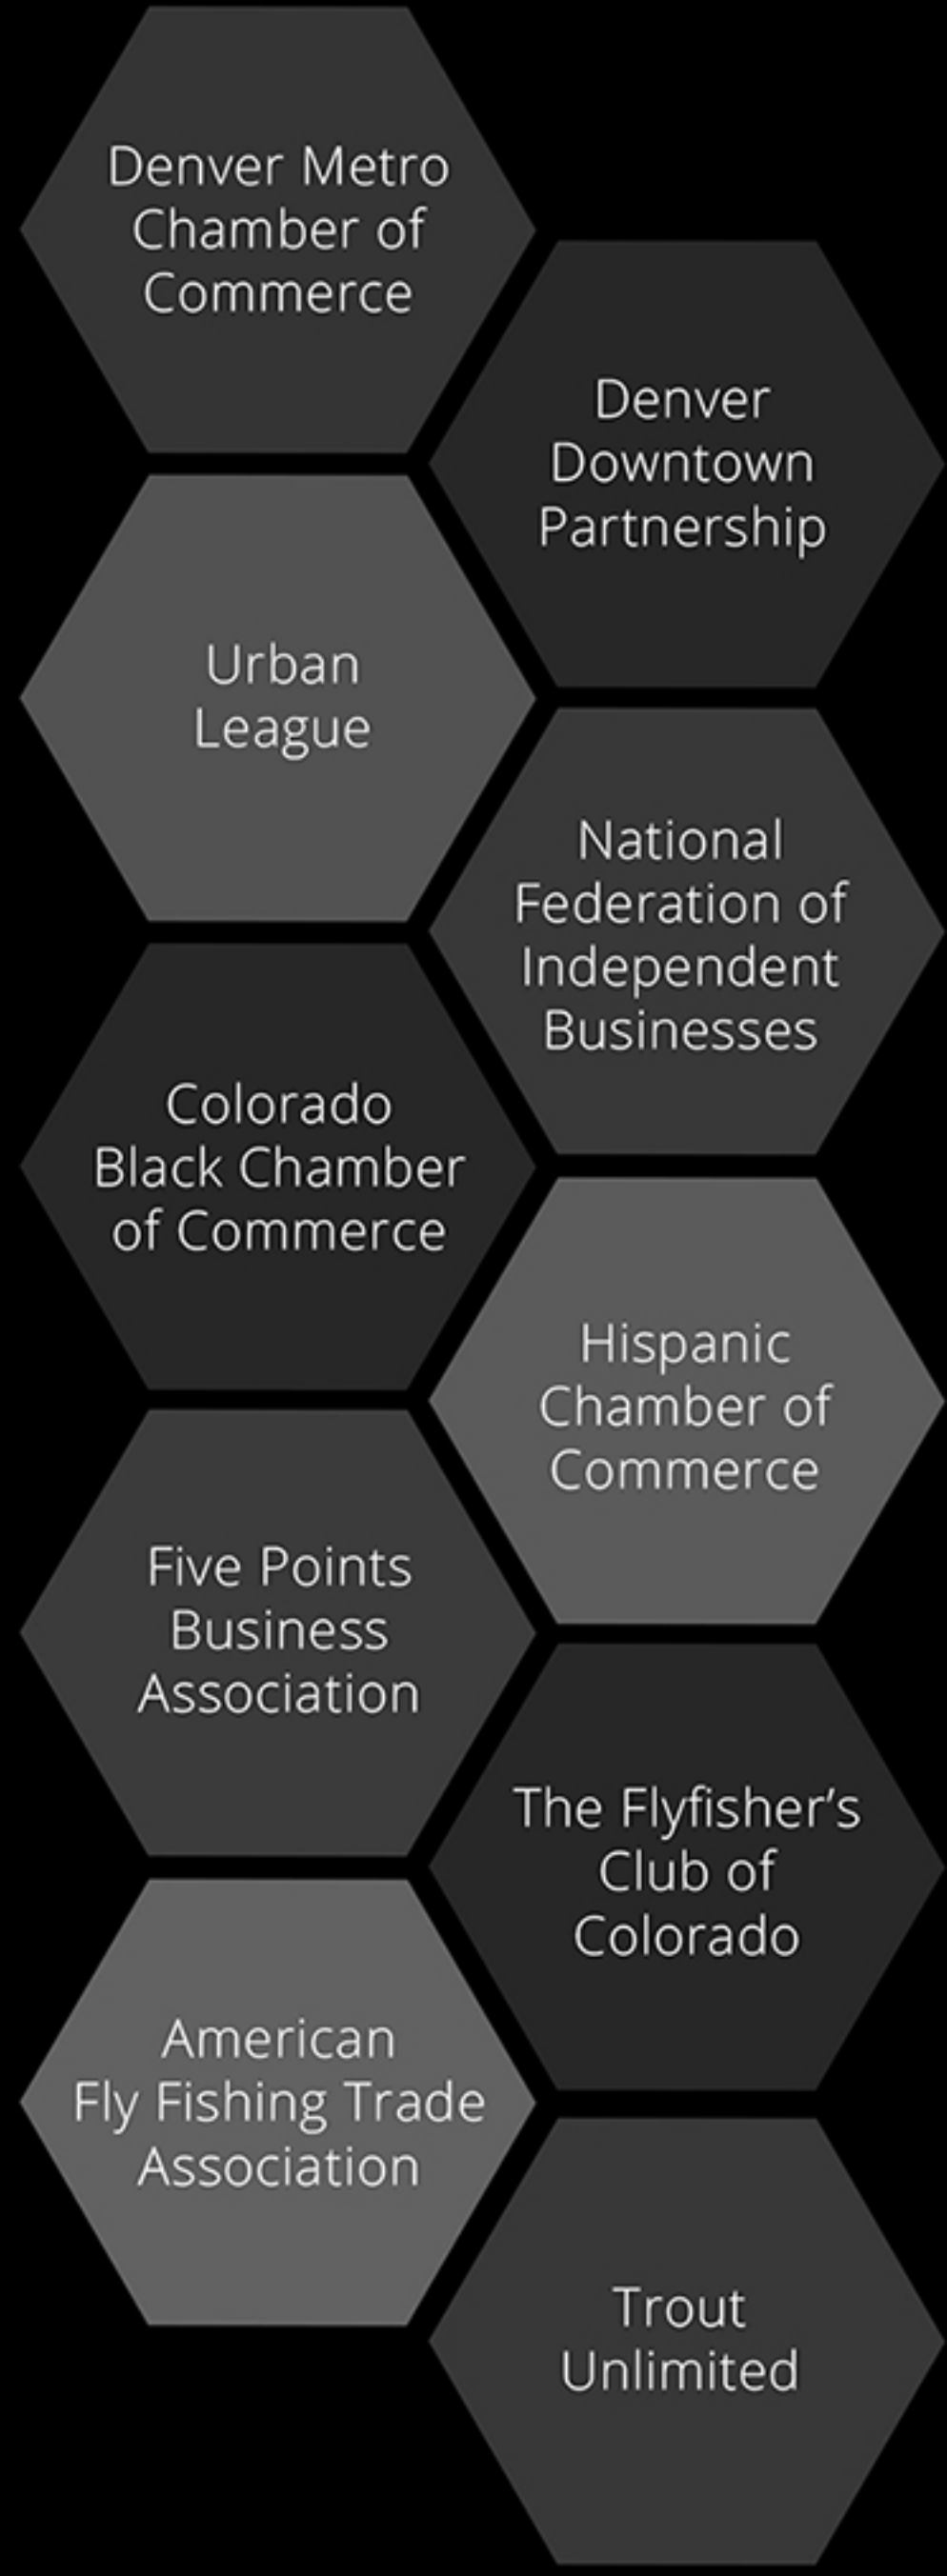 Denver Metro
Chamber of
Commerce
Denver
Downtown
Partnership
Urban
League
National
Federation of
Independent
Businesses
Colorado
Black Chamber
of Commerce
Hispanic
Chamber of
Commerce
Five Points
Business
Association
The Flyfisher’s
Club of
Colorado
American
Fly Fishing Trade
Association
Trout
Unlimited